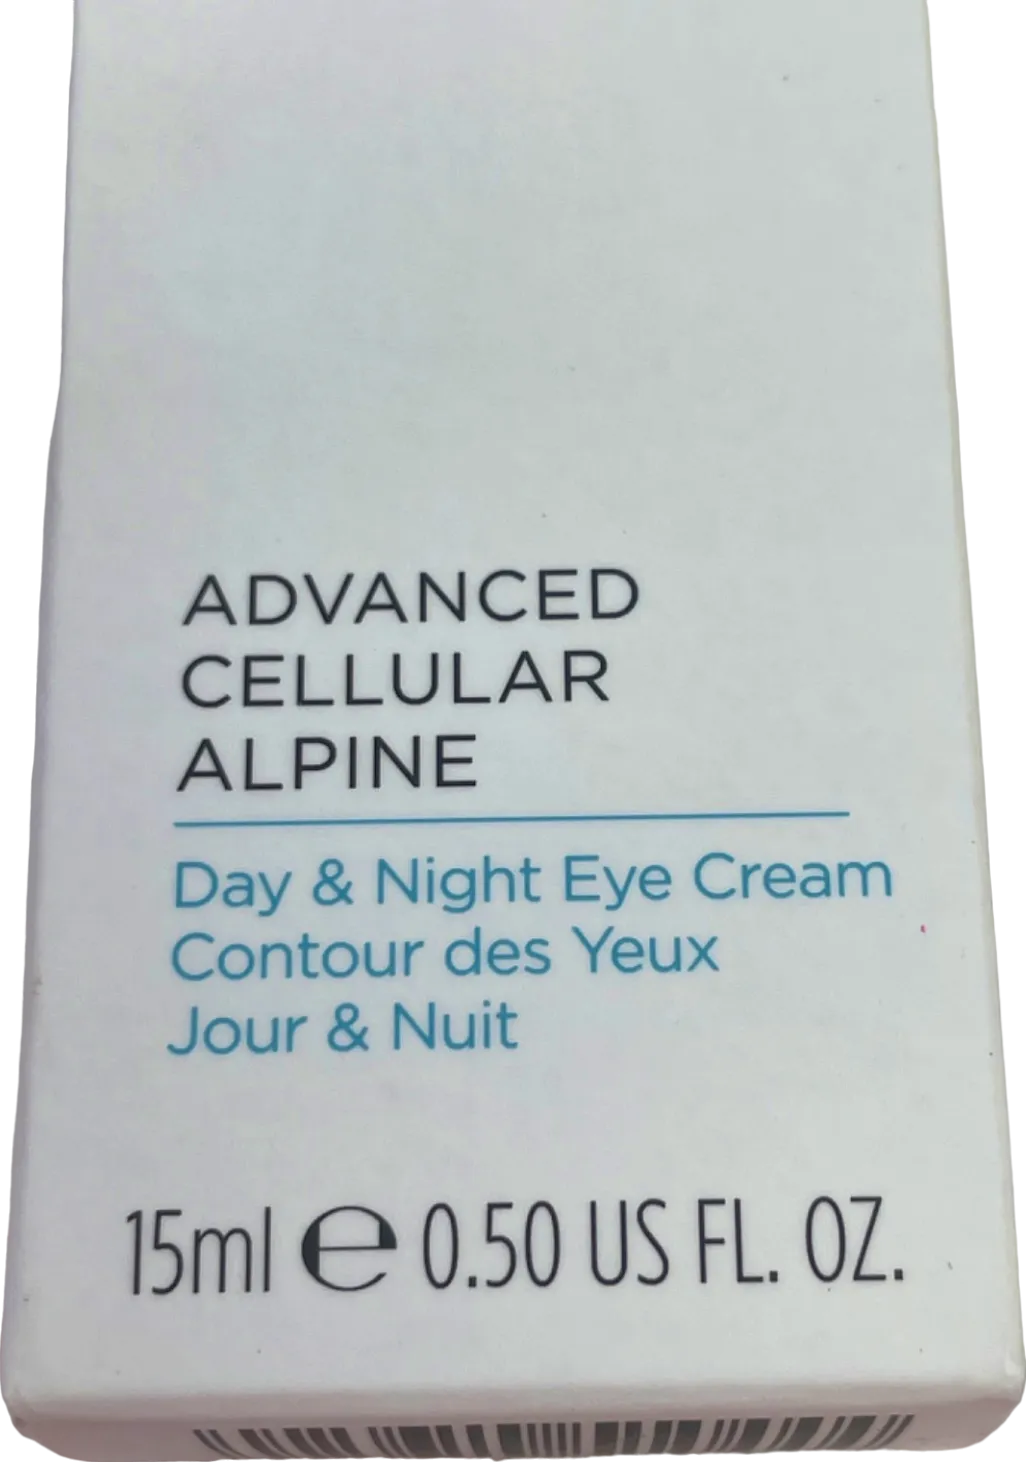 ADVANCED
CELLULAR
ALPINE
Day & Night Eye Cream
Contour des Yeux
Jour & Nuit
15ml ℮ 0.50 US FL. OZ.